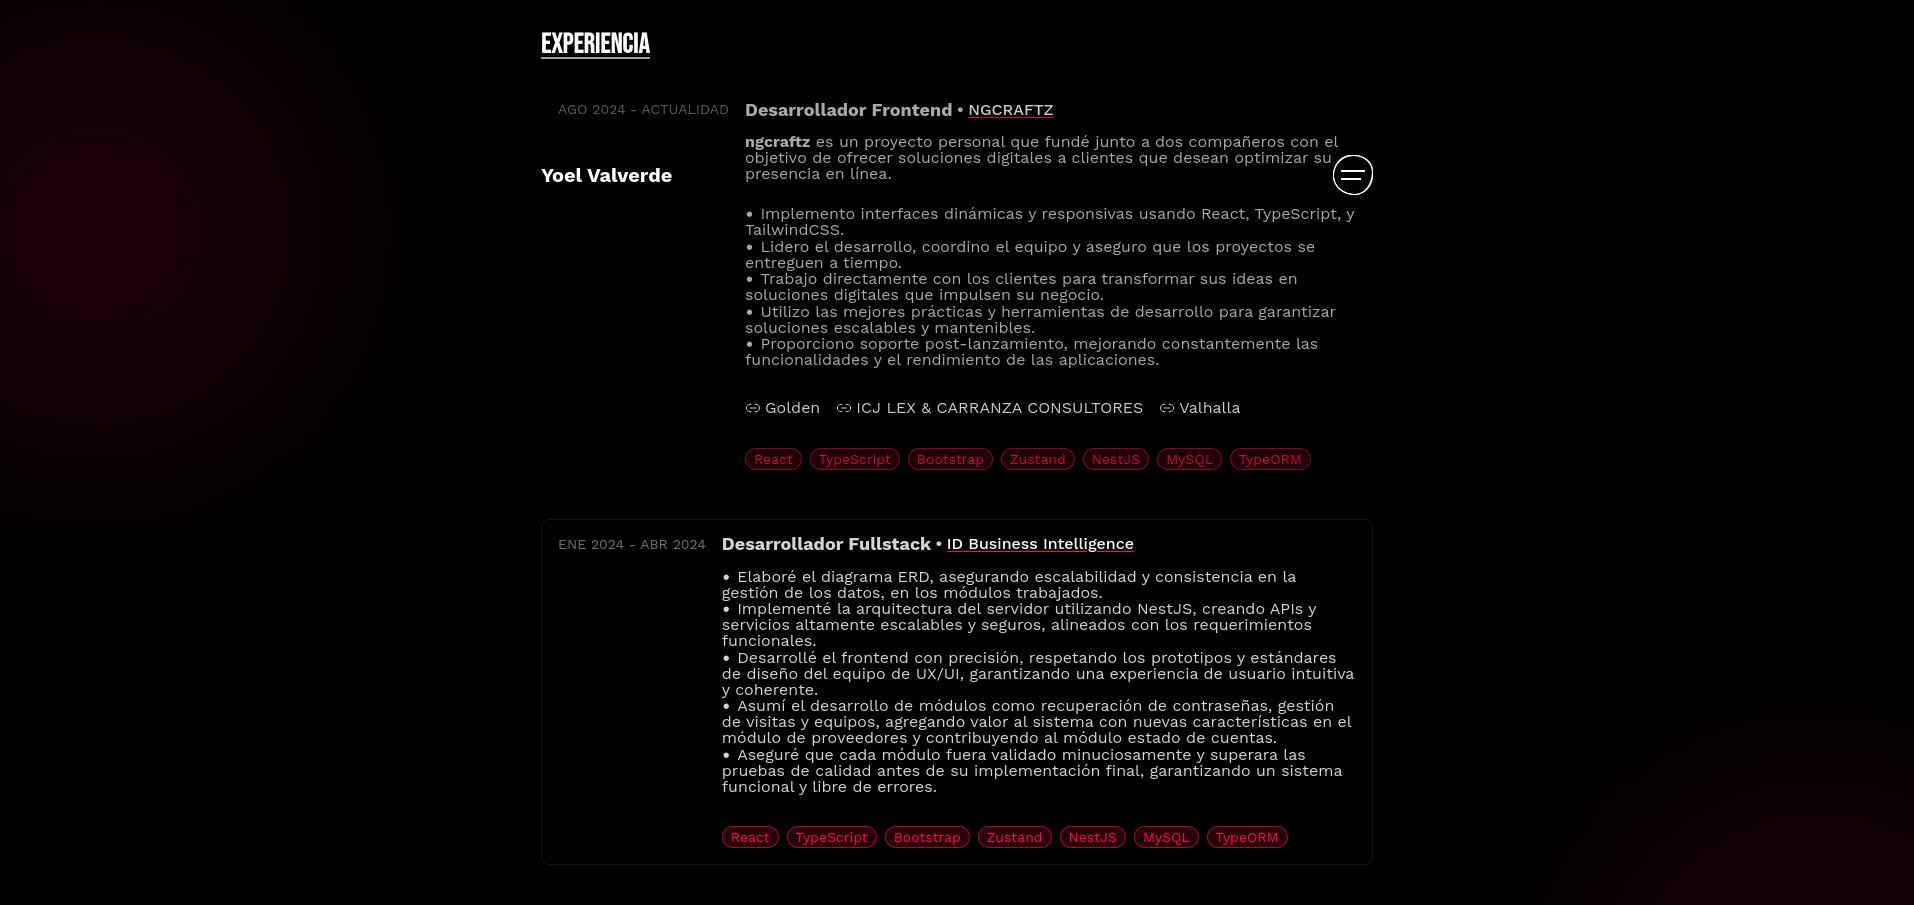 EXPERIENCIA
AGO 2024 - ACTUALIDAD
Desarrollador Frontend • NGCRAFTZ
ngcraftz es un proyecto personal que fundé junto a dos compañeros con el
objetivo de ofrecer soluciones digitales a clientes que desean optimizar su
presencia en línea.
Yoel Valverde
• Implemento interfaces dinámicas y responsivas usando React, TypeScript, y
TailwindCSS.
• Lidero el desarrollo, coordino el equipo y aseguro que los proyectos se
entreguen a tiempo.
• Trabajo directamente con los clientes para transformar sus ideas en
soluciones digitales que impulsen su negocio.
• Utilizo las mejores prácticas y herramientas de desarrollo para garantizar
soluciones escalables y mantenibles.
• Proporciono soporte post-lanzamiento, mejorando constantemente las
funcionalidades y el rendimiento de las aplicaciones.
Golden ICJ LEX & CARRANZA CONSULTORES Valhalla
React TypeScript Bootstrap Zustand NestJS MySQL TypeORM
ENE 2024 - ABR 2024
Desarrollador Fullstack • ID Business Intelligence
• Elaboré el diagrama ERD, asegurando escalabilidad y consistencia en la
gestión de los datos, en los módulos trabajados.
• Implementé la arquitectura del servidor utilizando NestJS, creando APIs y
servicios altamente escalables y seguros, alineados con los requerimientos
funcionales.
• Desarrollé el frontend con precisión, respetando los prototipos y estándares
de diseño del equipo de UX/UI, garantizando una experiencia de usuario intuitiva
y coherente.
• Asumí el desarrollo de módulos como recuperación de contraseñas, gestión
de visitas y equipos, agregando valor al sistema con nuevas características en el
módulo de proveedores y contribuyendo al módulo estado de cuentas.
• Aseguré que cada módulo fuera validado minuciosamente y superara las
pruebas de calidad antes de su implementación final, garantizando un sistema
funcional y libre de errores.
React TypeScript Bootstrap Zustand NestJS MySQL TypeORM